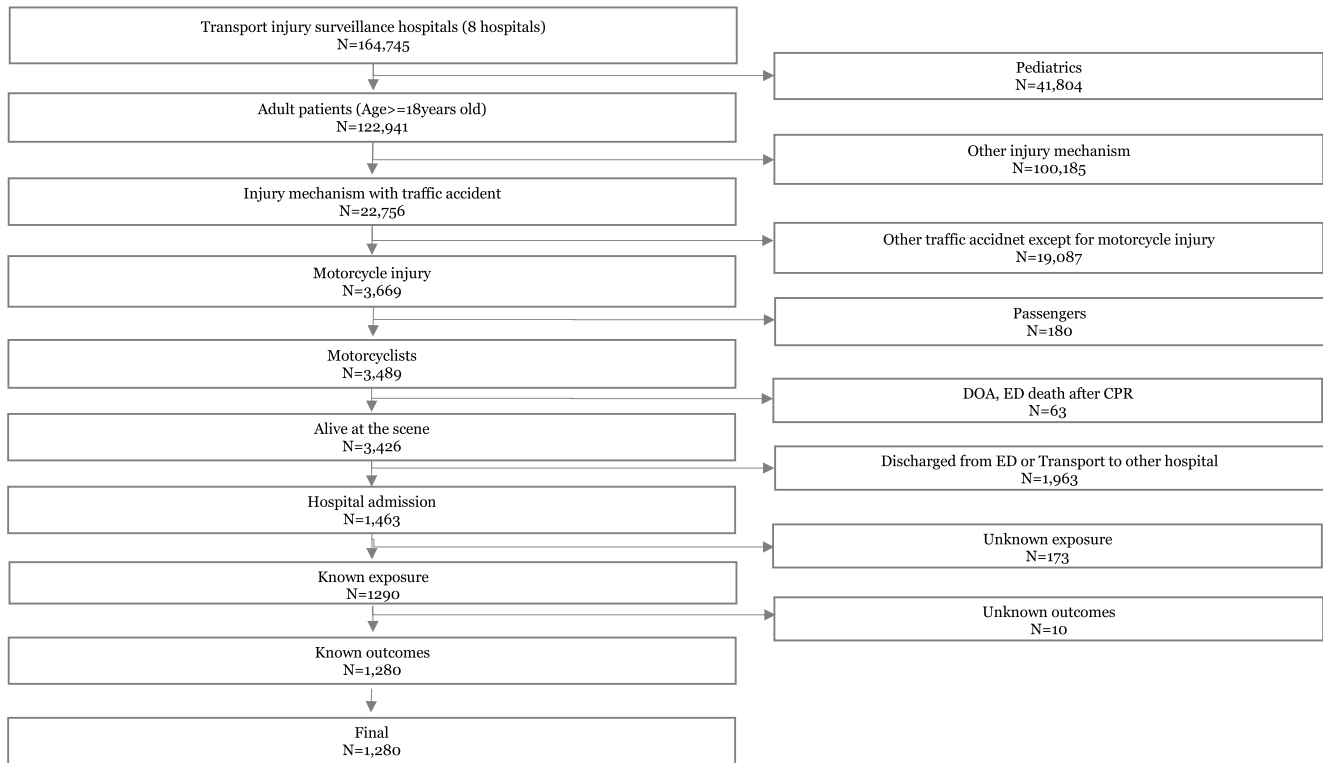 Transport injury surveillance hospitals (8 hospitals)
N=164,745
Pediatrics
N=41,804
Adult patients (Age>=18years old)
N=122,941
Other injury mechanism
N=100,185
Injury mechanism with traffic accident
N=22,756
Other traffic accidnet except for motorcycle injury
N=19,087
Motorcycle injury
N=3,669
Passengers
N=180
Motorcyclists
N=3,489
DOA, ED death after CPR
N=63
Alive at the scene
N=3,426
Discharged from ED or Transport to other hospital
N=1,963
Hospital admission
N=1,463
Unknown exposure
N=173
Known exposure
N=1290
Unknown outcomes
N=10
Known outcomes
N=1,280
Final
N=1,280